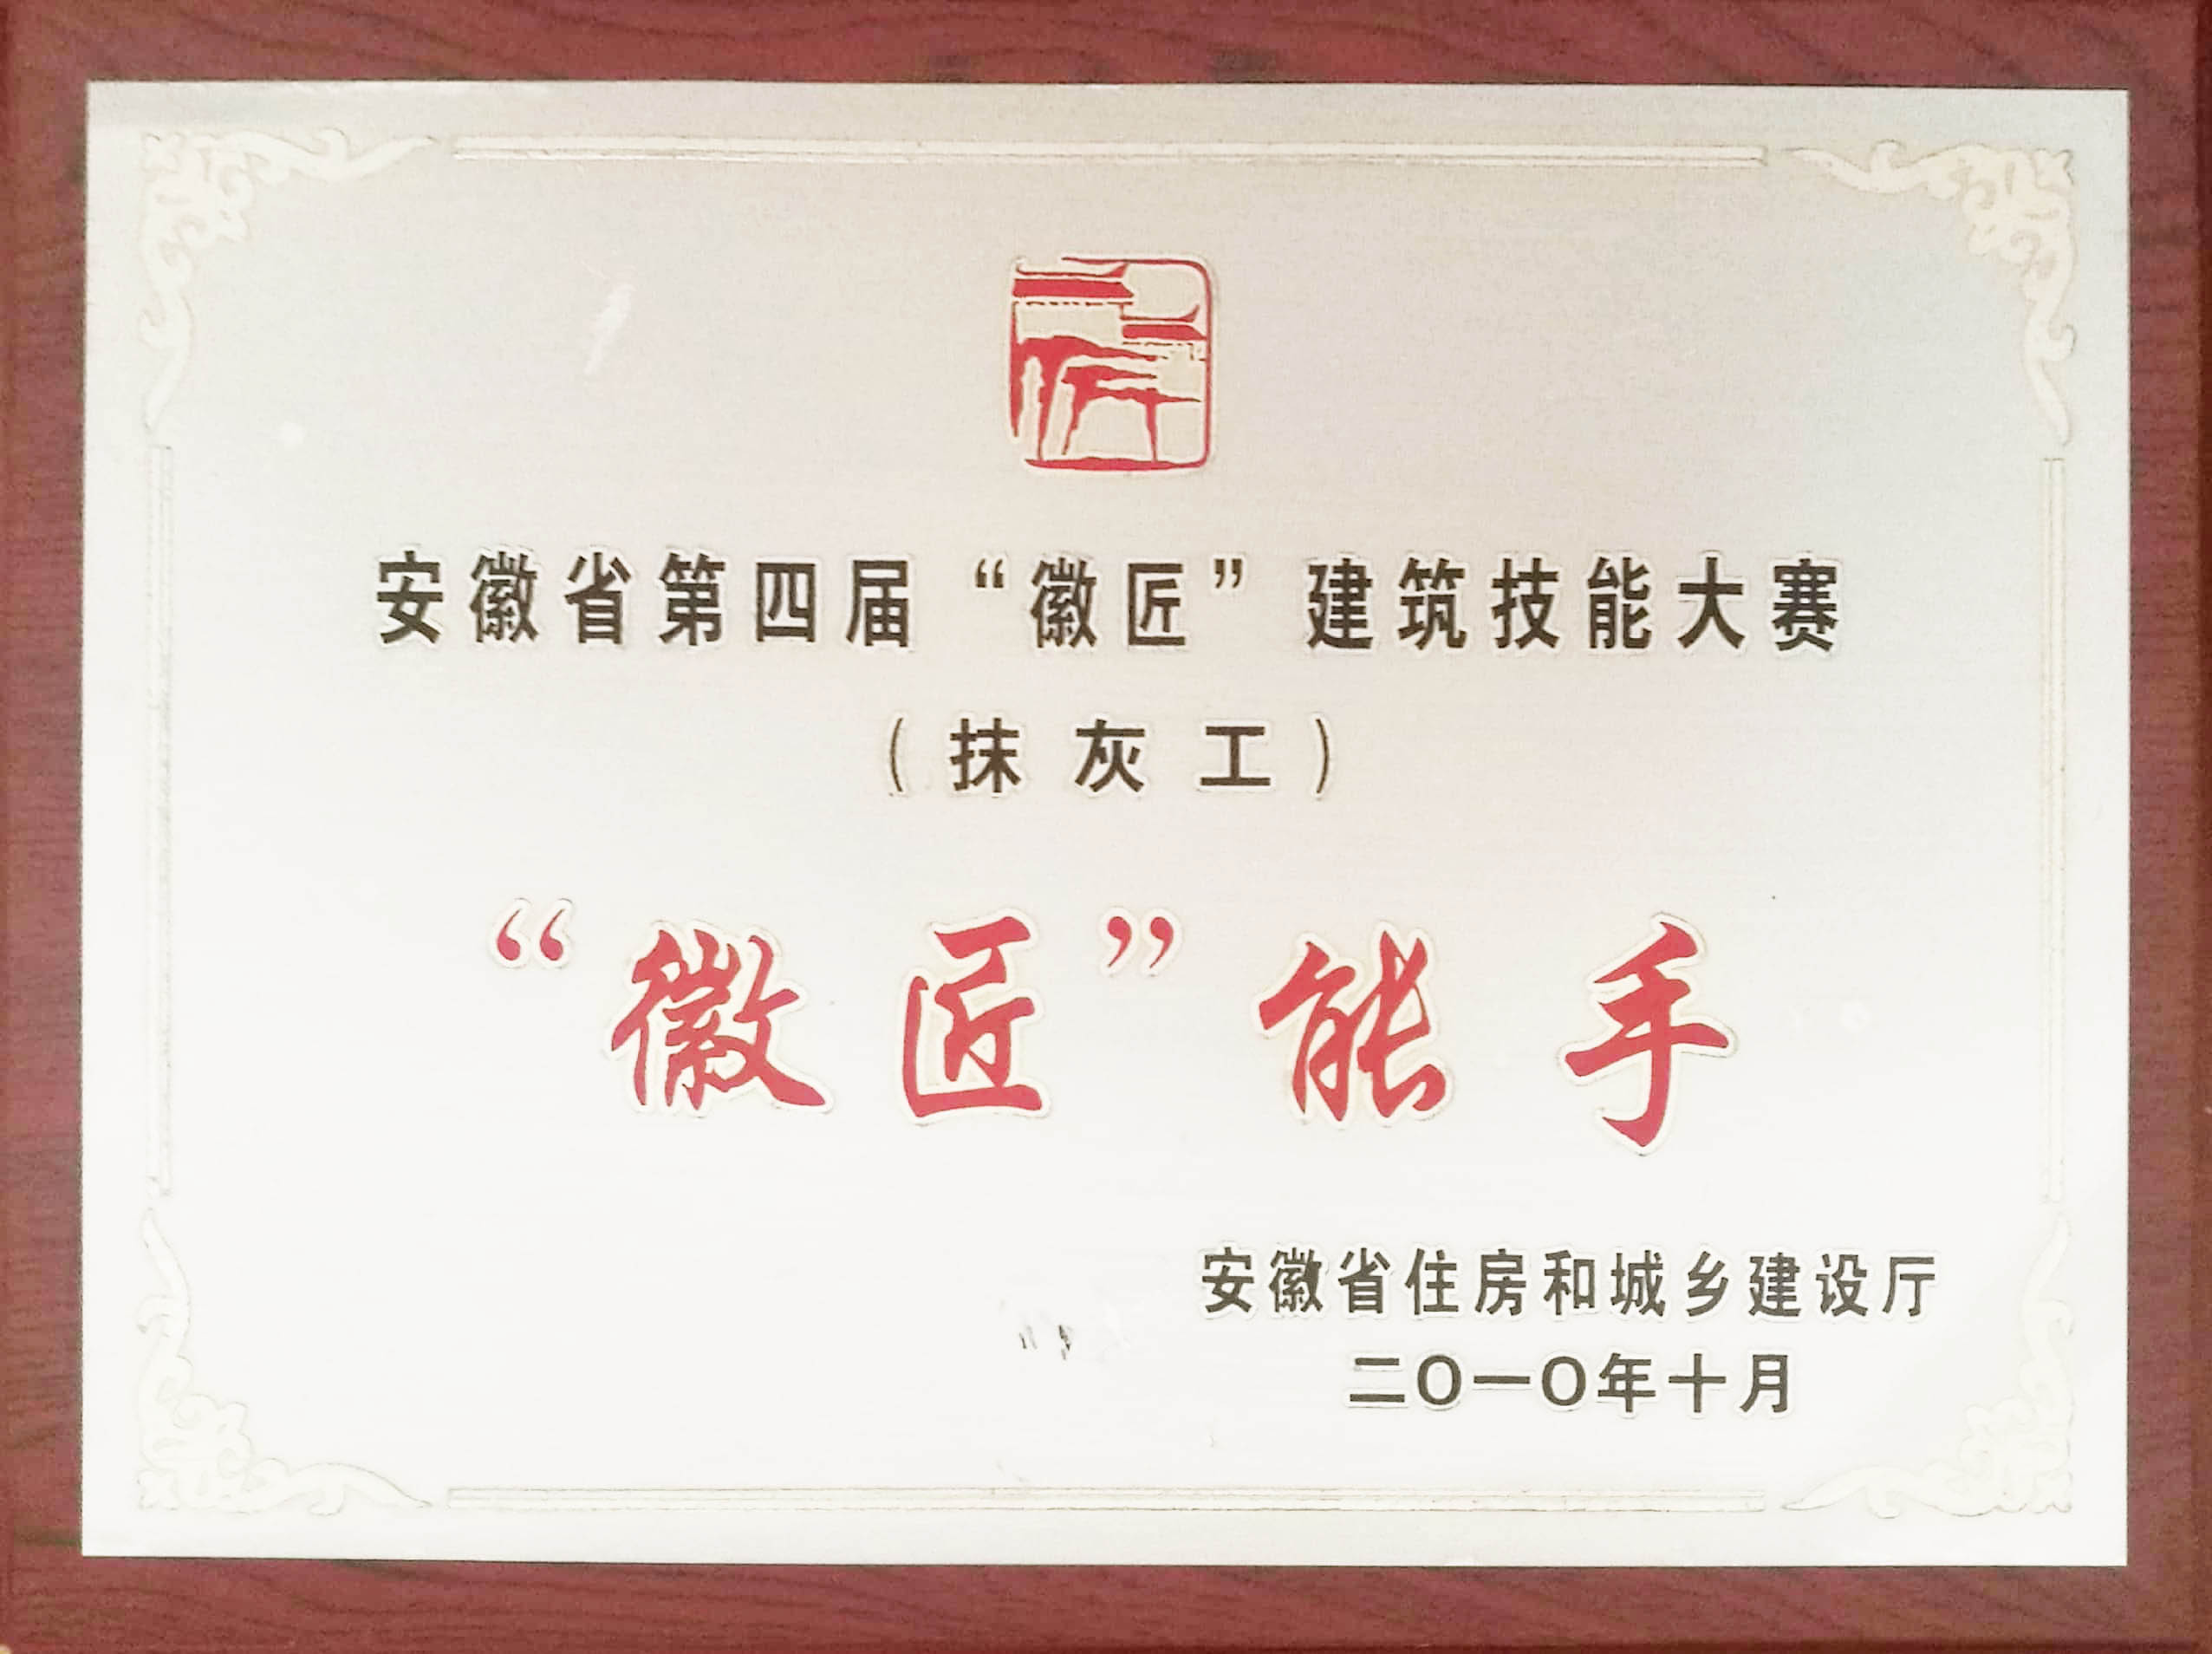 安徽省第四届“徽匠”建筑技能大赛
（抹灰工）
“徽匠”能手
安徽省住房和城乡建设厅
二〇一〇年十月